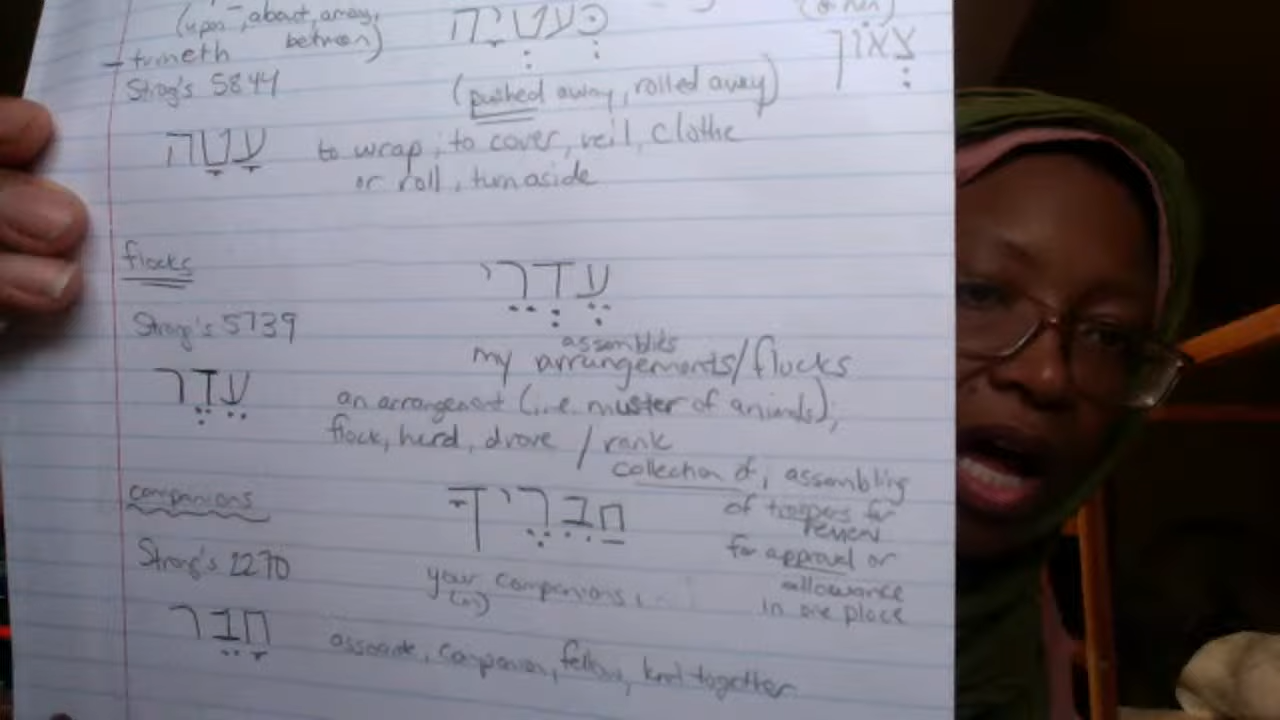 (upon, about, away,
between)
turneth
כְּעֹטְיָה
צֹאן
Strog's 5844
(pushed away, rolled away)
עָטָה
to wrap, to cover, veil, clothe
or roll, turn aside
flocks
עֶדְרֵי
Strong's 5739
assemblies
my arrangements/flocks
עֵדֶר
an arrangement (i.e. muster of animals);
flock, herd, drove / rank
collection of, assembling
of troopers for
review
for approval or
allowance
in one place
companions
חֲבֵרֶיךָ
Strong's 2270
your companions
(m)
חָבֵר
associate, companion, fellow, knit together